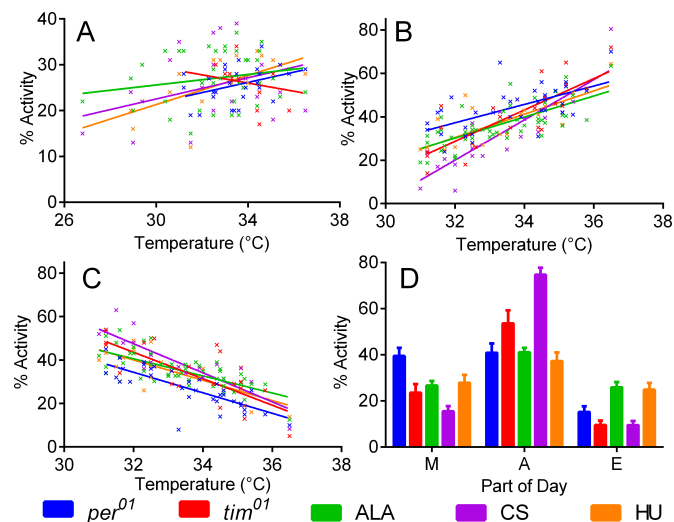 A
% Activity
40
30
20
10
0
26
30
34
38
Temperature (°C)
B
% Activity
80
60
40
20
0
30
32
34
36
38
Temperature (°C)
C
% Activity
80
60
40
20
0
30
32
34
36
38
Temperature (°C)
D
% Activity
80
60
40
20
0
M
A
E
Part of Day
per01
tim01
ALA
CS
HU